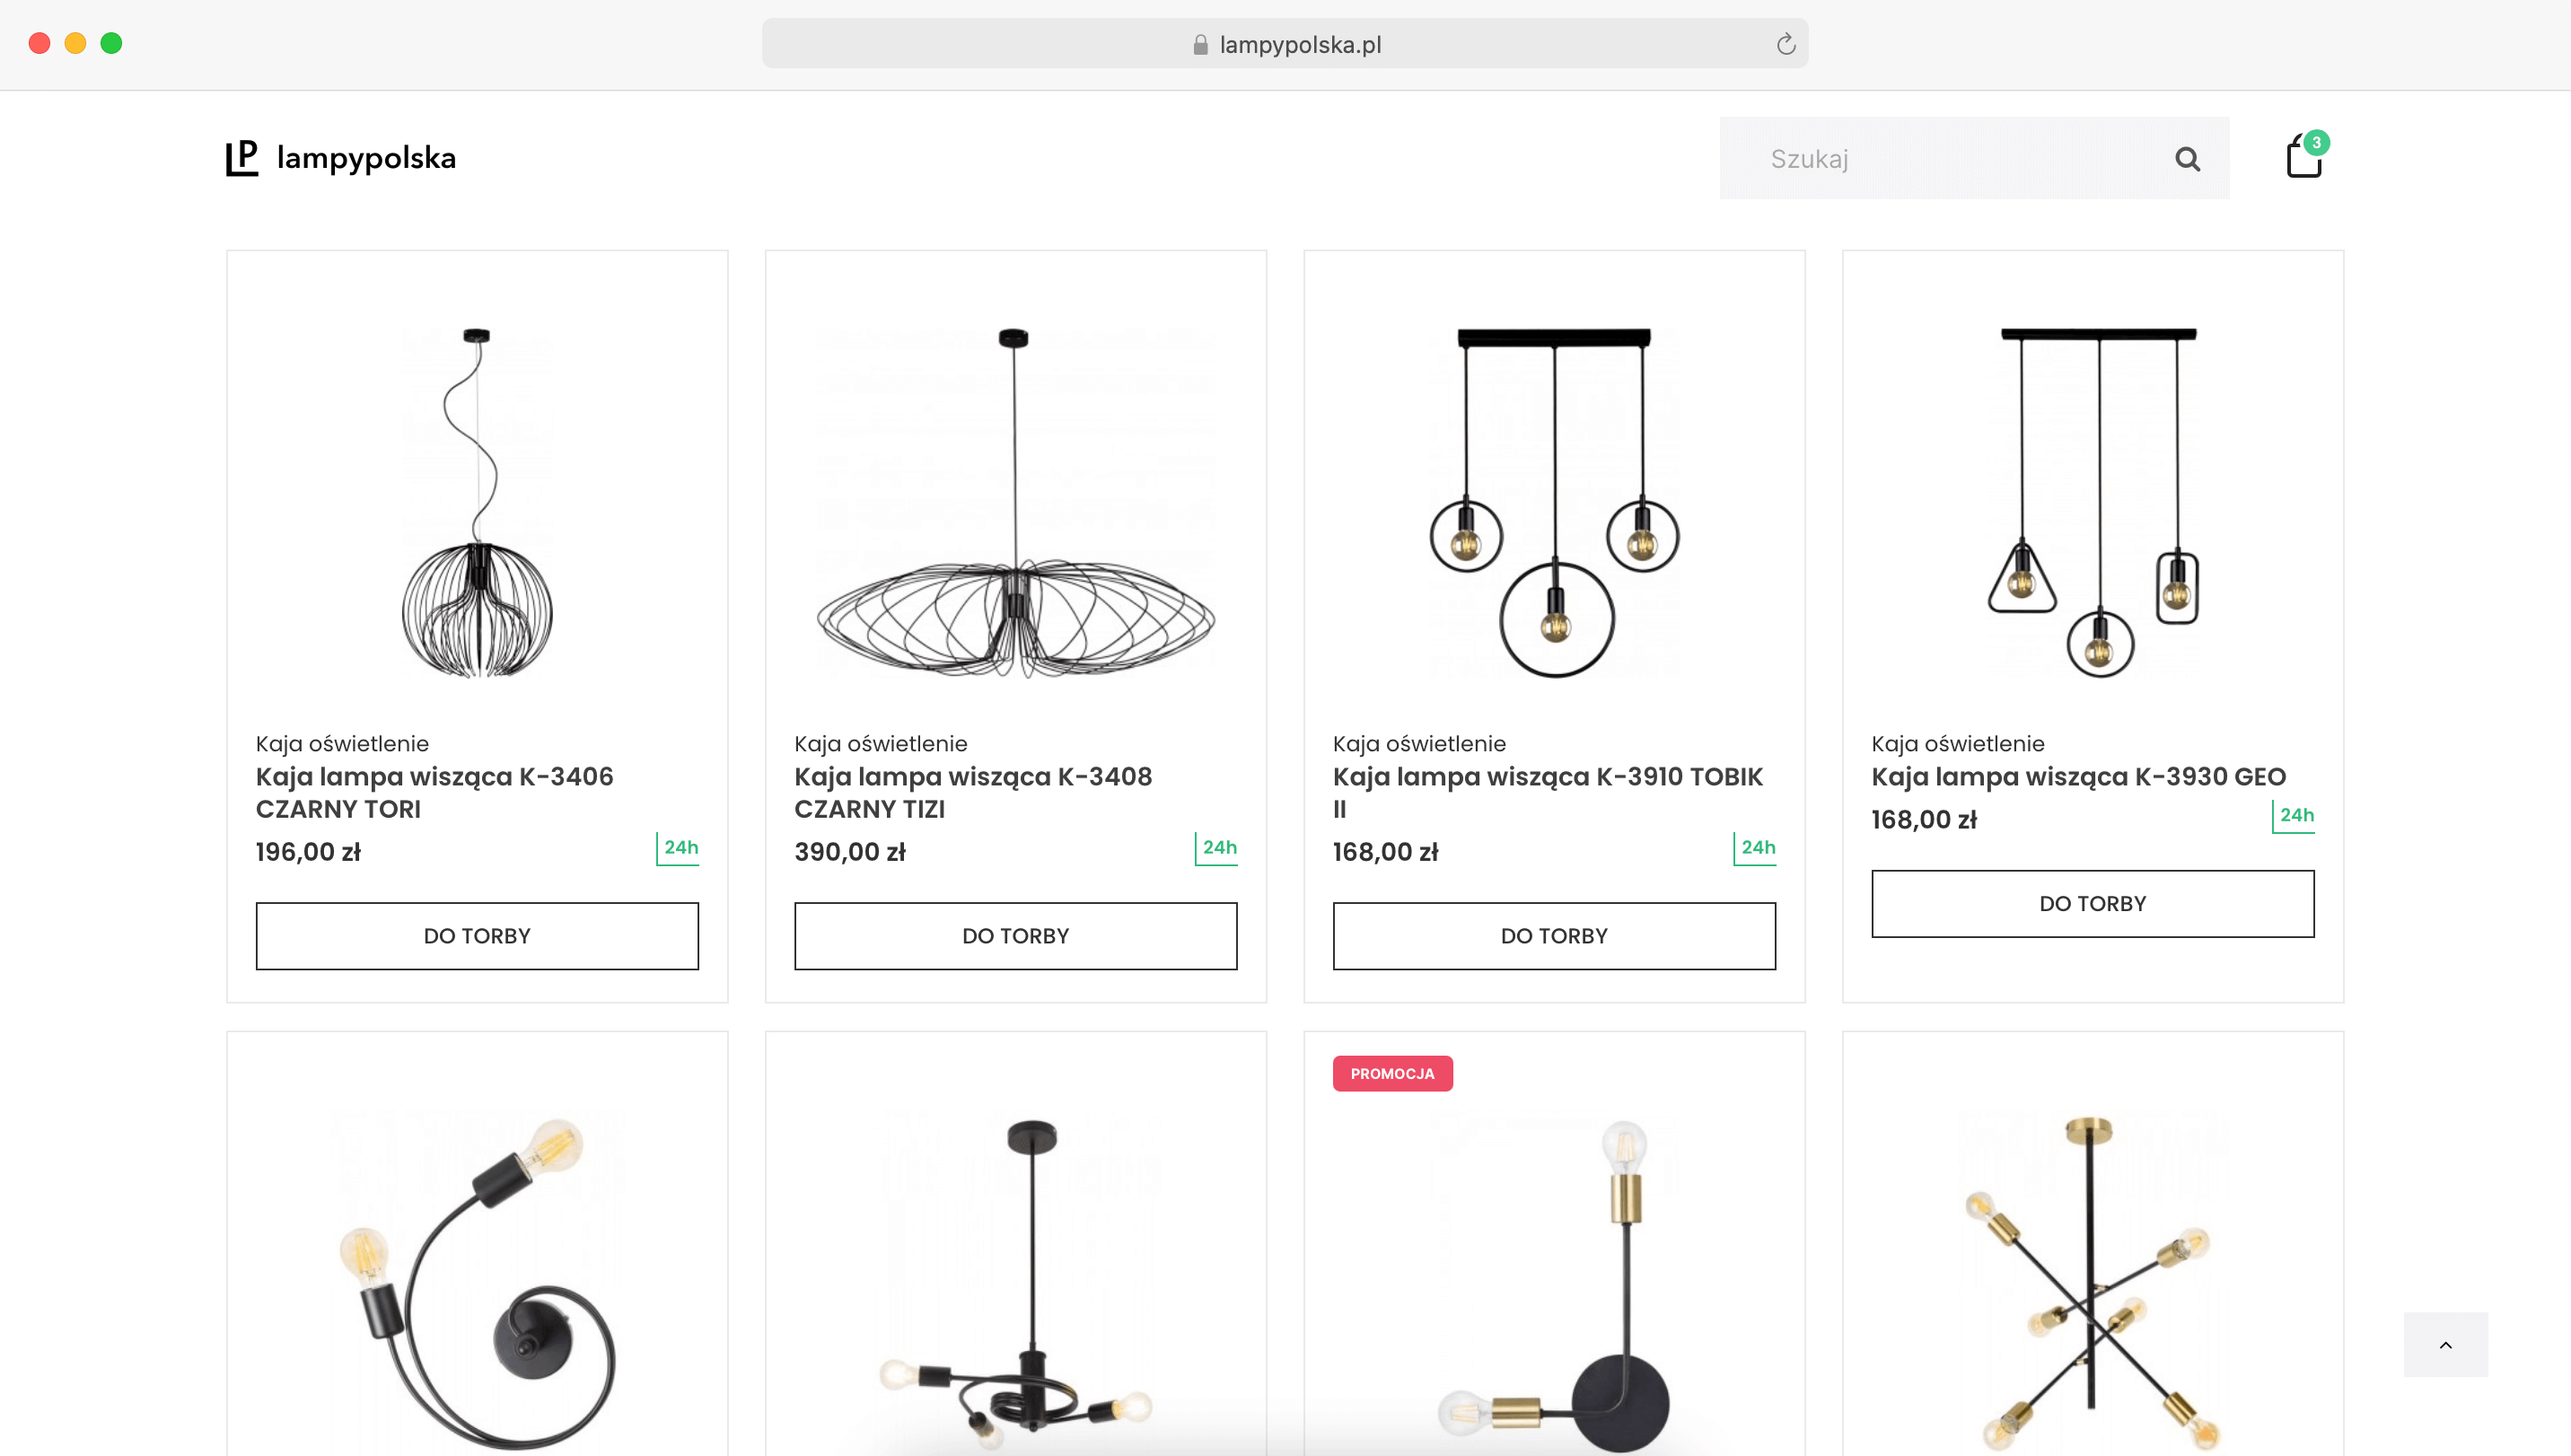 lampypolska.pl
LP lampypolska
Szukaj
3
Kaja oświetlenie
Kaja lampa wisząca K-3406
CZARNY TORI
196,00 zł
24h
DO TORBY
Kaja oświetlenie
Kaja lampa wisząca K-3408
CZARNY TIZI
390,00 zł
24h
DO TORBY
Kaja oświetlenie
Kaja lampa wisząca K-3910 TOBIK
II
168,00 zł
24h
DO TORBY
Kaja oświetlenie
Kaja lampa wisząca K-3930 GEO
168,00 zł
24h
DO TORBY
PROMOCJA